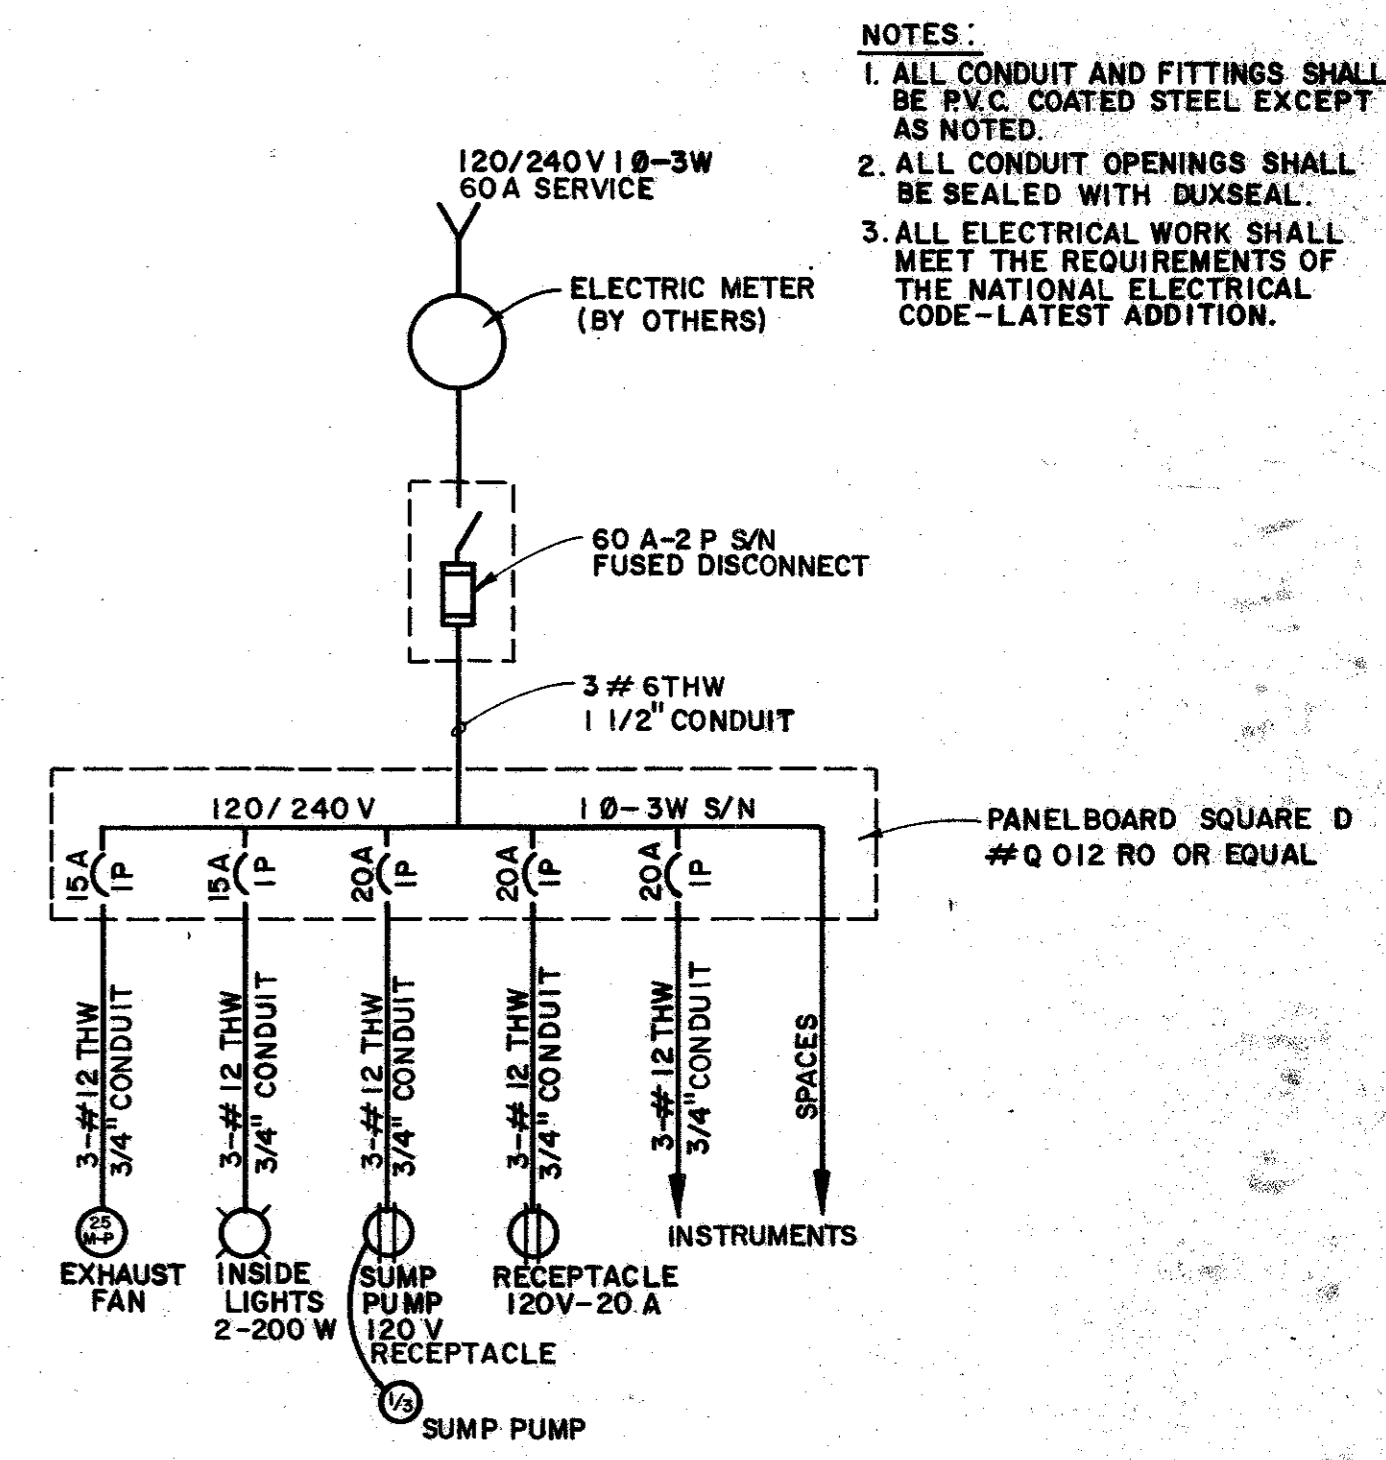 NOTES:
1. ALL CONDUIT AND FITTINGS SHALL
BE P.V.C. COATED STEEL EXCEPT
AS NOTED.
2. ALL CONDUIT OPENINGS SHALL
BE SEALED WITH DUXSEAL.
3. ALL ELECTRICAL WORK SHALL
MEET THE REQUIREMENTS OF
THE NATIONAL ELECTRICAL
CODE-LATEST ADDITION.
120/240V 1 Ø-3W
60A SERVICE
ELECTRIC METER
(BY OTHERS)
60 A-2 P S/N
FUSED DISCONNECT
3 # 6 THW
1 1/2" CONDUIT
120/240 V
1 Ø-3W S/N
PANELBOARD SQUARE D
#Q 012 RO OR EQUAL
15A
1P
15A
1P
20A
1P
20A
1P
20A
1P
3-#12 THW
3/4" CONDUIT
3-#12 THW
3/4" CONDUIT
3-#12 THW
3/4" CONDUIT
3-#12 THW
3/4" CONDUIT
3-#12 THW
3/4" CONDUIT
SPACES
25
EXHAUST
FAN
INSIDE
LIGHTS
2-200 W
SUMP
PUMP
120 V
RECEPTACLE
RECEPTACLE
120V-20 A
INSTRUMENTS
1/3
SUMP PUMP